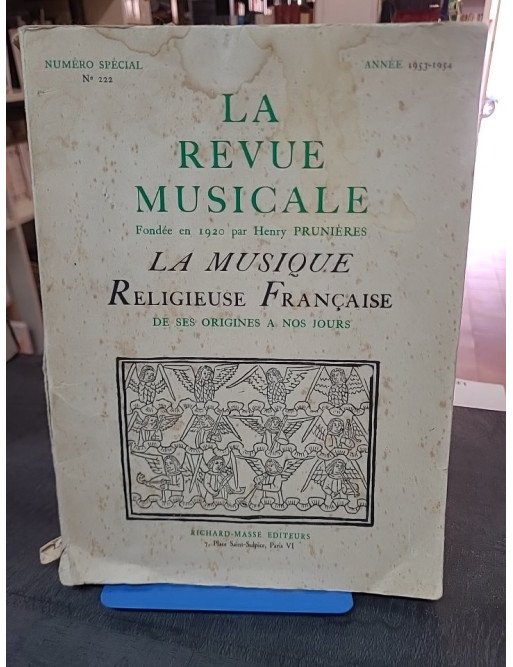 NUMÉRO SPÉCIAL
Nº 222
ANNÉE 1953-1954
LA
REVUE
MUSICALE
Fondée en 1920 par Henry PRUNIÈRES
LA MUSIQUE
RELIGIEUSE FRANÇAISE
DE SES ORIGINES A NOS JOURS
RICHARD-MASSE EDITEURS
7, Place Saint-Sulpice, Paris VI